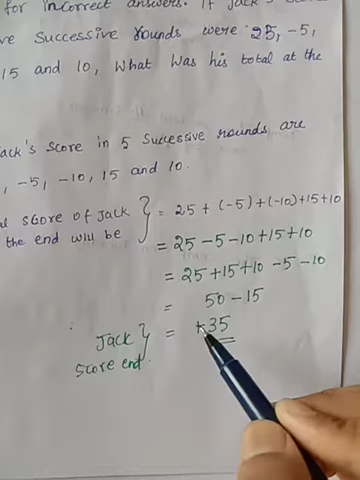 for incorrect answers. If Jack's
ve successive rounds were 25, -5,
15 and 10, What was his total at the
Jack's score in 5 successive rounds are
, -5, -10, 15 and 10.
al score of Jack } = 25 + (-5) + (-10) + 15 + 10
the end will be
= 25 - 5 - 10 + 15 + 10
= 25 + 15 + 10 - 5 - 10
= 50 - 15
Jack } = +35
score end